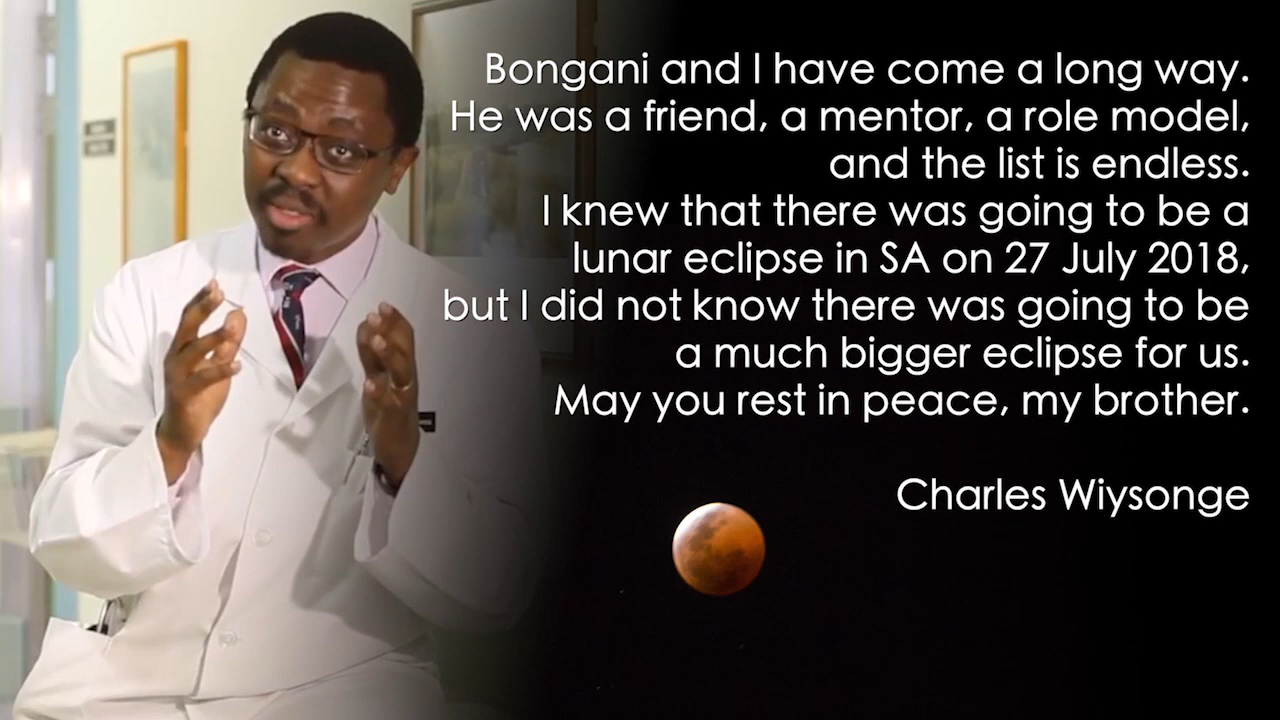 Bongani and I have come a long way.
He was a friend, a mentor, a role model,
and the list is endless.
I knew that there was going to be a
lunar eclipse in SA on 27 July 2018,
but I did not know there was going to be
a much bigger eclipse for us.
May you rest in peace, my brother.
Charles Wiysonge